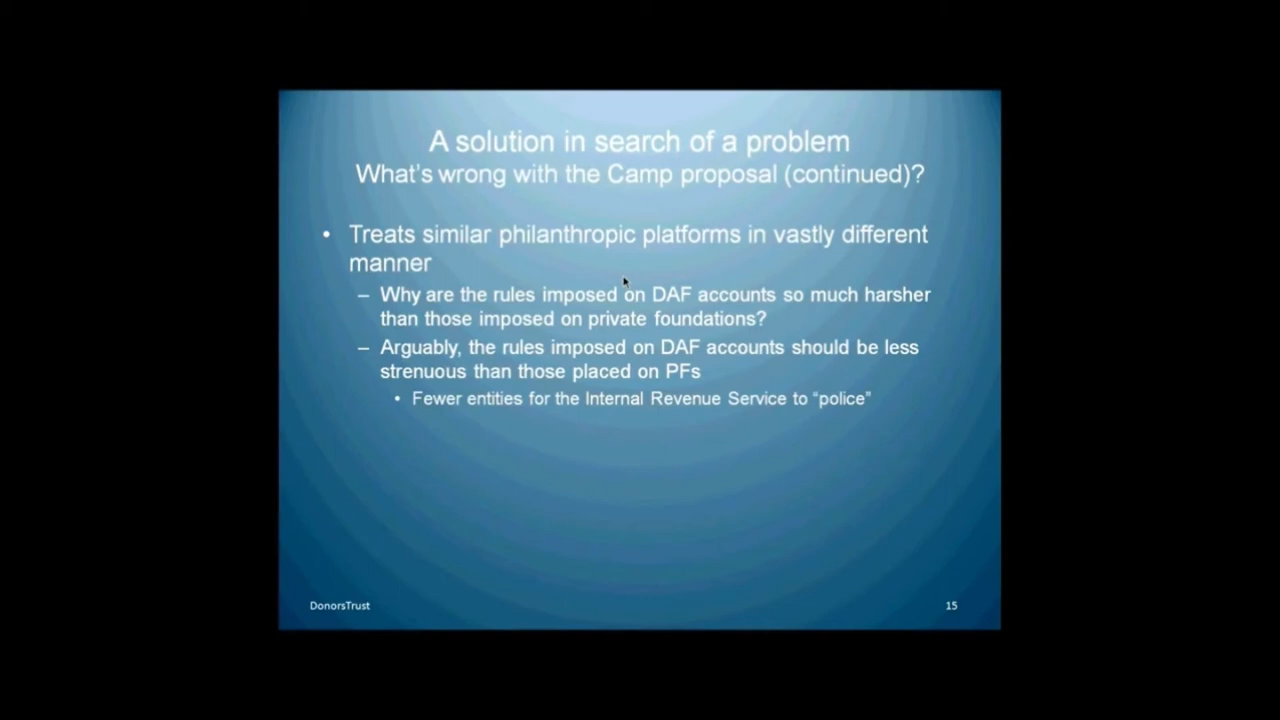 A solution in search of a problem
What's wrong with the Camp proposal (continued)?
• Treats similar philanthropic platforms in vastly different
manner
– Why are the rules imposed on DAF accounts so much harsher
than those imposed on private foundations?
– Arguably, the rules imposed on DAF accounts should be less
strenuous than those placed on PFs
• Fewer entities for the Internal Revenue Service to “police”
DonorsTrust
15